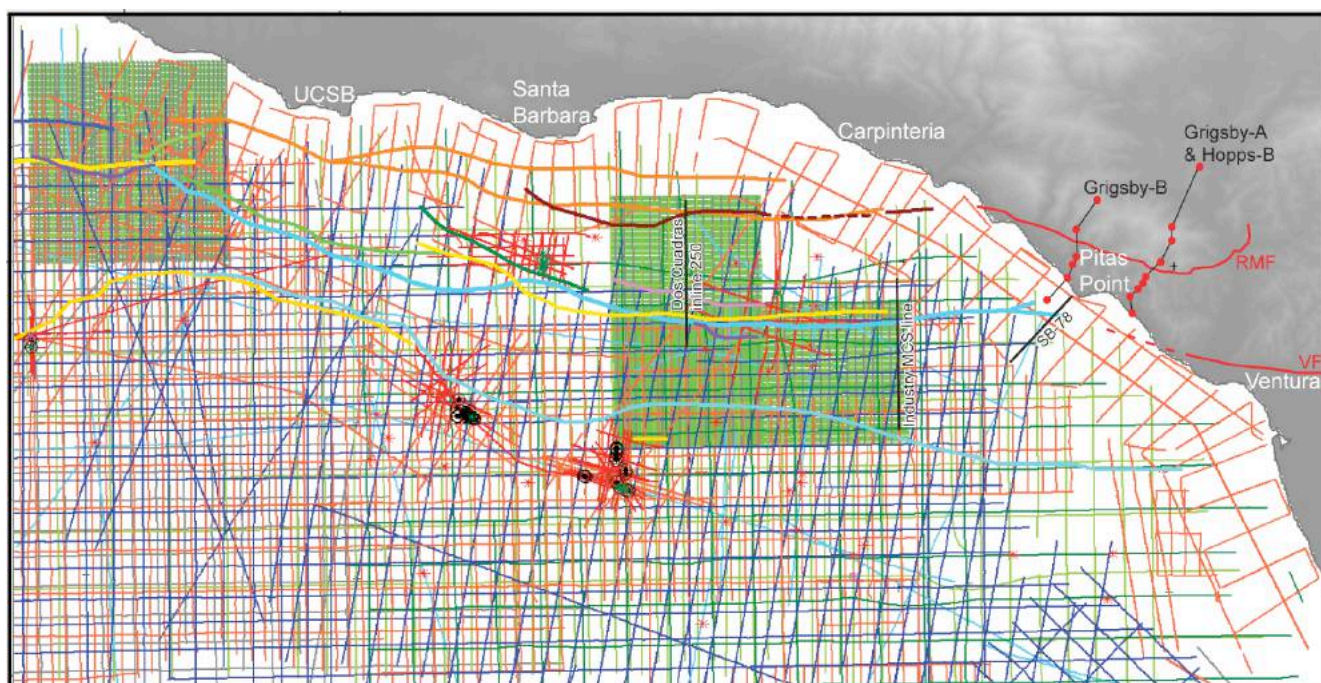 UCSB
Santa
Barbara
Carpinteria
Grigsby-A
& Hopps-B
Grigsby-B
Pitas
Point
RMF
Dos Cuadras
inline 250
SB-78
Industry MCS line
VF
Ventura